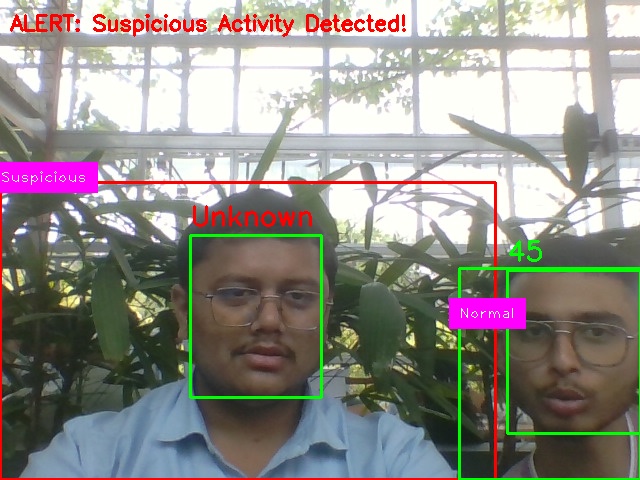 ALERT: Suspicious Activity Detected!
Suspicious
Unknown
45
Normal